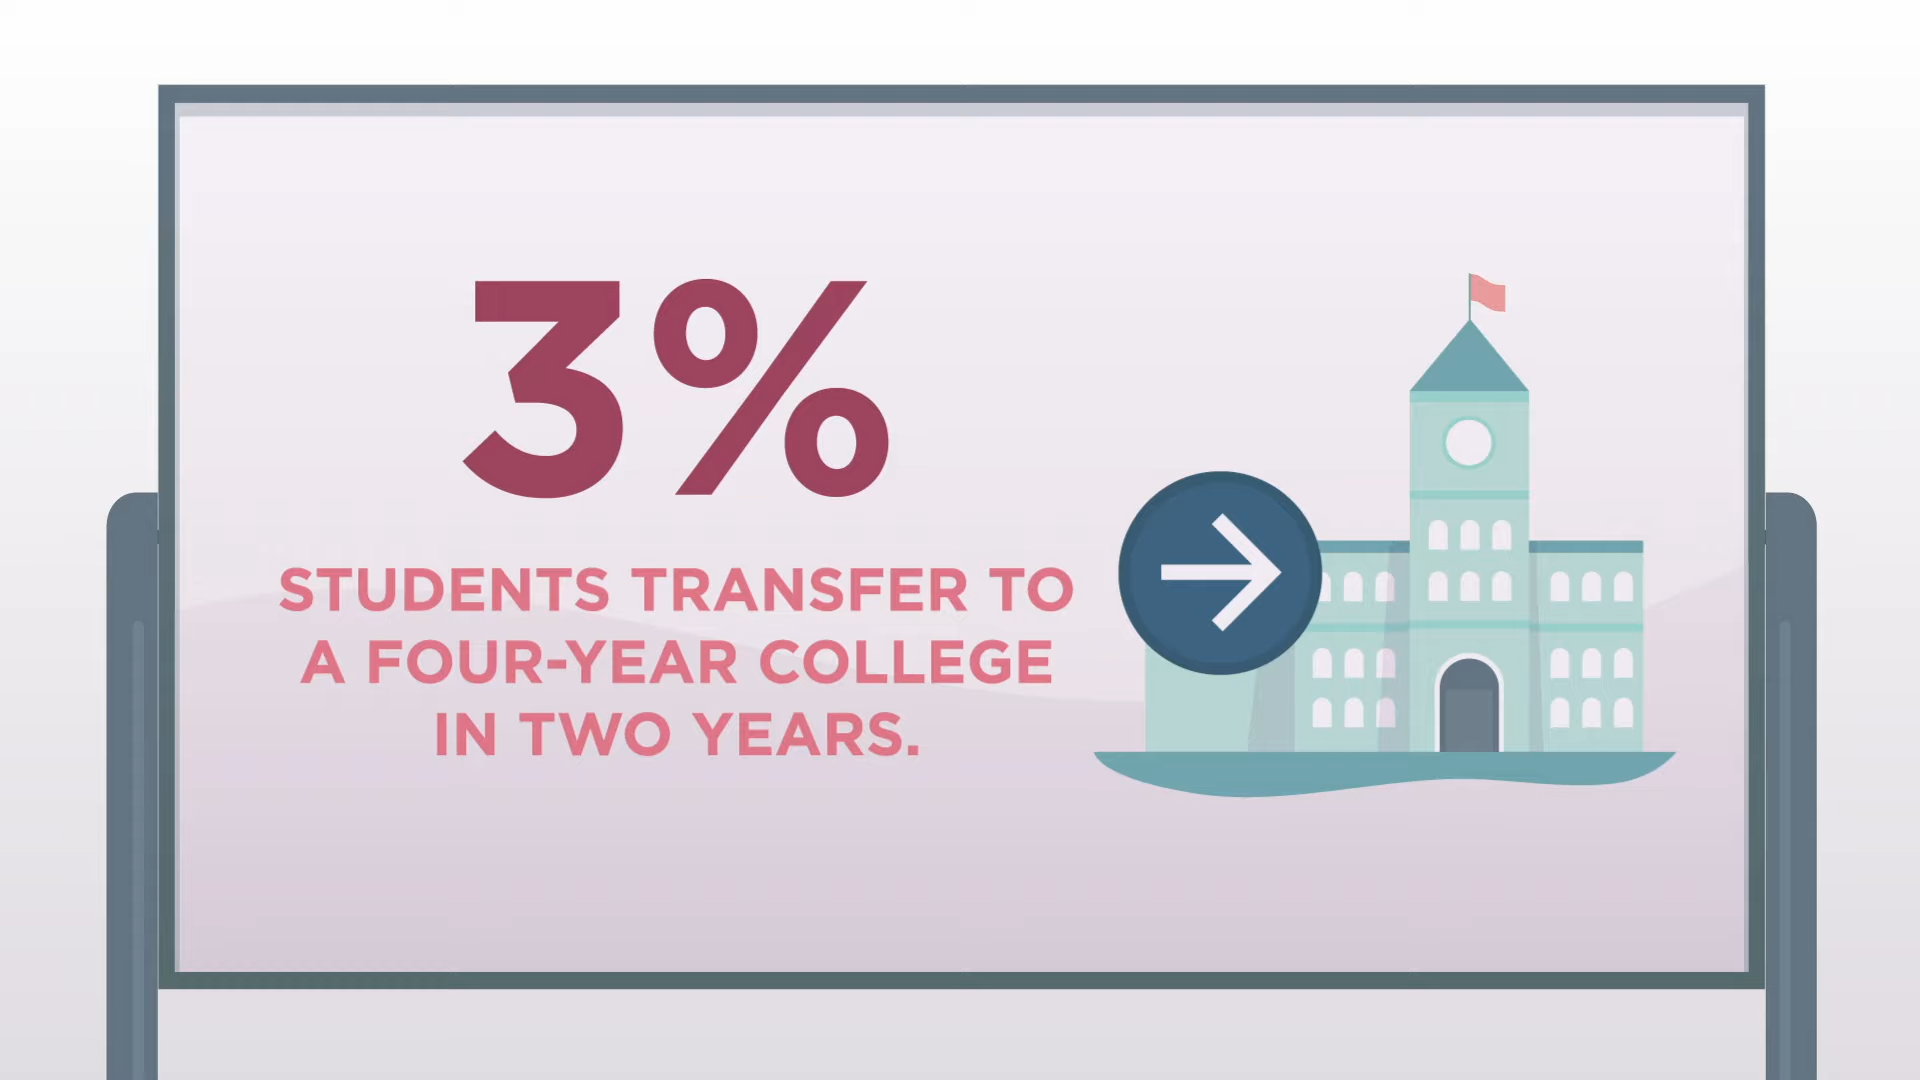 3%
STUDENTS TRANSFER TO
A FOUR-YEAR COLLEGE
IN TWO YEARS.